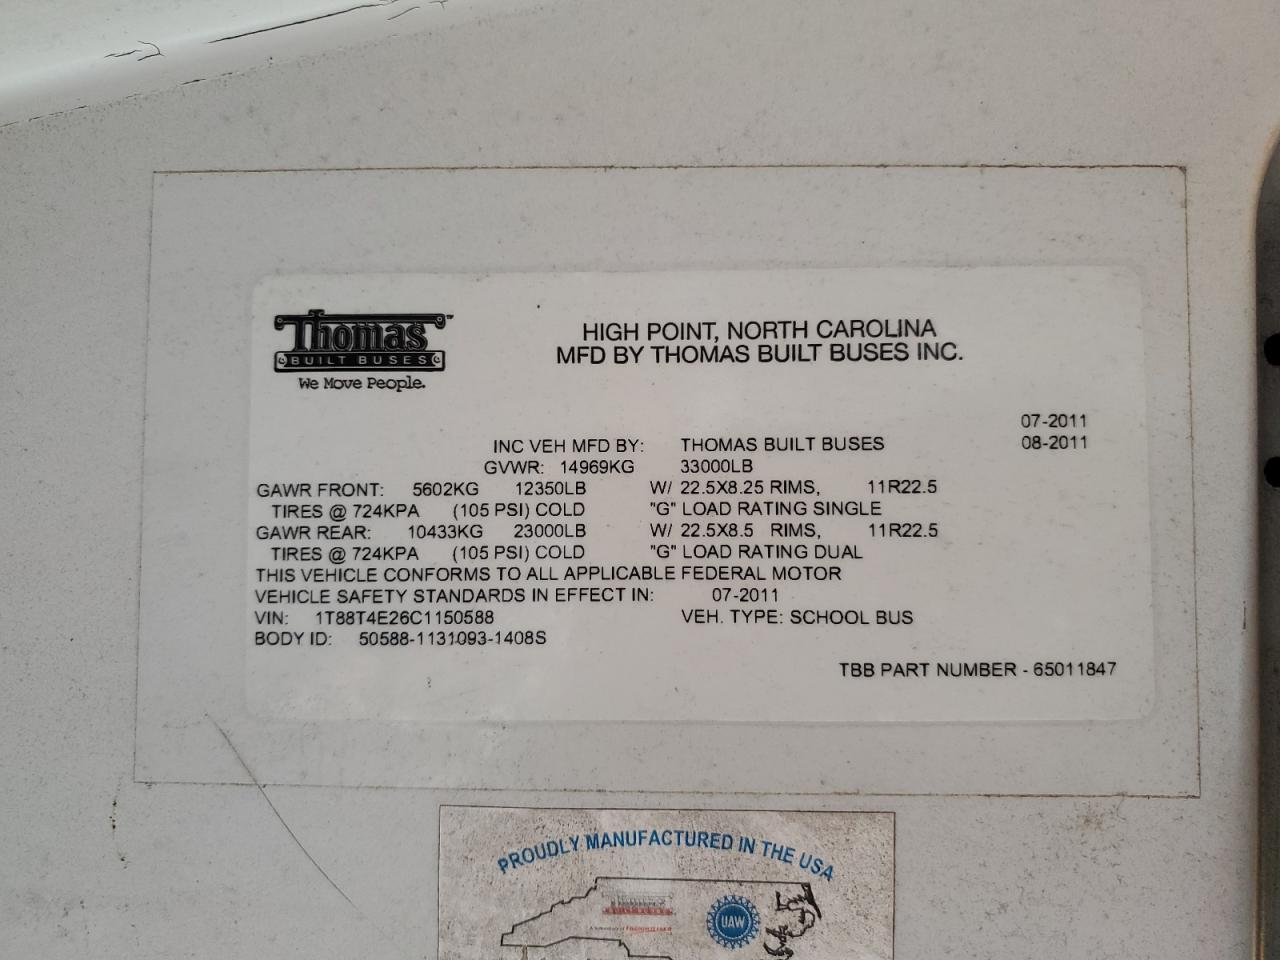 Thomas
BUILT BUSES
We Move People.
HIGH POINT, NORTH CAROLINA
MFD BY THOMAS BUILT BUSES INC.
07-2011
INC VEH MFD BY: THOMAS BUILT BUSES 08-2011
GVWR: 14969KG 33000LB
GAWR FRONT: 5602KG 12350LB W/ 22.5X8.25 RIMS, 11R22.5
TIRES @ 724KPA (105 PSI) COLD "G" LOAD RATING SINGLE
GAWR REAR: 10433KG 23000LB W/ 22.5X8.5 RIMS, 11R22.5
TIRES @ 724KPA (105 PSI) COLD "G" LOAD RATING DUAL
THIS VEHICLE CONFORMS TO ALL APPLICABLE FEDERAL MOTOR
VEHICLE SAFETY STANDARDS IN EFFECT IN: 07-2011
VIN: 1T88T4E26C1150588 VEH. TYPE: SCHOOL BUS
BODY ID: 50588-1131093-1408S
TBB PART NUMBER - 65011847
PROUDLY MANUFACTURED IN THE USA
UAW